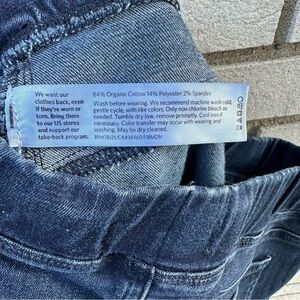 We want our
clothes back, even
if they're worn or
torn. Bring them
to our US stores
and support our
take-back program.
84% Organic Cotton 14% Polyester 2% Spandex
Wash before wearing. We recommend machine wash cold,
gentle cycle, with like colors. Only non chlorine bleach if
needed. Tumble dry low, remove promptly. Cool iron if
necessary. Color transfer may occur with wearing and
washing. May be dry cleaned.